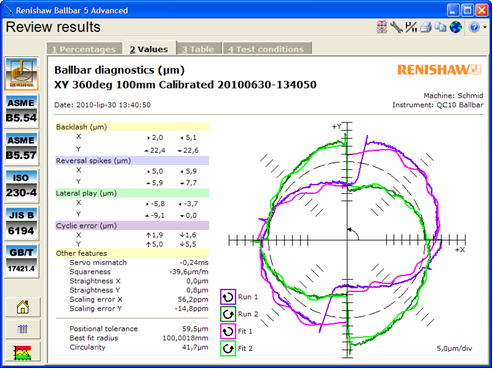 Renishaw Ballbar 5 Advanced
Review results
1 Percentages 2 Values 3 Table 4 Test conditions
Ballbar diagnostics (µm)
XY 360deg 100mm Calibrated 20100630-134050
RENISHAW
Machine: Schmid
Date: 2010-lip-30 13:40:50
Instrument: QC10 Ballbar
ASME
B5.54
ASME
B5.57
ISO
230-4
JIS B
6194
GB/T
17421.4
Backlash (µm)
X 2,0 5,1
Y 22,4 22,6
Reversal spikes (µm)
X 5,0 5,9
Y 5,9 7,7
Lateral play (µm)
X -5,8 -3,7
Y -9,1 0,0
Cyclic error (µm)
X 1,9 1,6
Y 5,0 5,5
Other features
Servo mismatch -0,24ms
Squareness -39,6µm/m
Straightness X 0,0µm
Straightness Y 0,8µm
Scaling error X 56,2ppm
Scaling error Y -14,8ppm
Positional tolerance 59,5µm
Best fit radius 100,0018mm
Circularity 41,7µm
+Y
+X
Run 1
Run 2
Fit 1
Fit 2
5,0µm/div